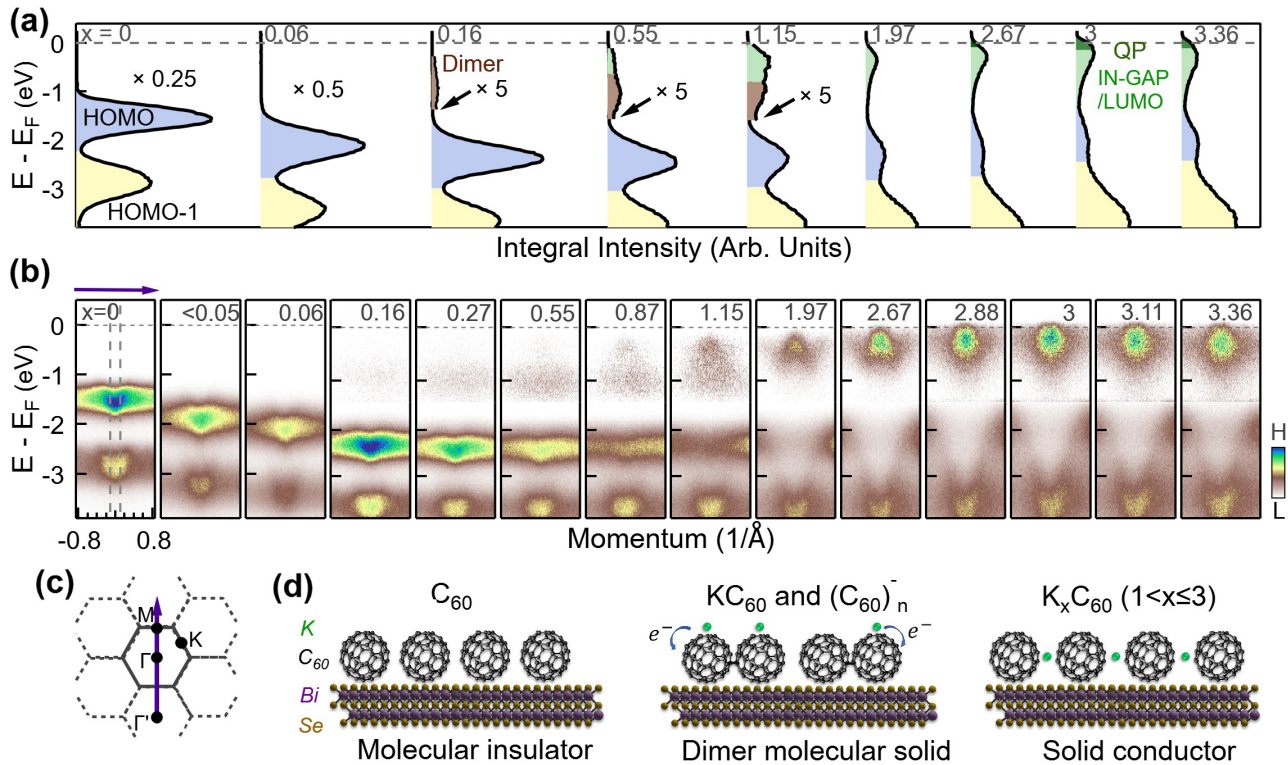 (a)
x = 0 0.06 0.16 0.55 1.15 1.97 2.67 3 3.36
0
-1
-2
-3
E - E_F (eV)
× 0.25
× 0.5
Dimer
× 5
× 5
× 5
QP
IN-GAP
/LUMO
HOMO
HOMO-1
Integral Intensity (Arb. Units)
(b)
x=0 <0.05 0.06 0.16 0.27 0.55 0.87 1.15 1.97 2.67 2.88 3 3.11 3.36
0
-1
-2
-3
E - E_F (eV)
H
L
-0.8 0.8
Momentum (1/Å)
(c)
M
K
Γ
Γ'
(d)
C₆₀
KC₆₀ and (C₆₀)⁻ₙ
KₓC₆₀ (1<x≤3)
K
C₆₀
Bi
Se
e⁻
e⁻
Molecular insulator
Dimer molecular solid
Solid conductor